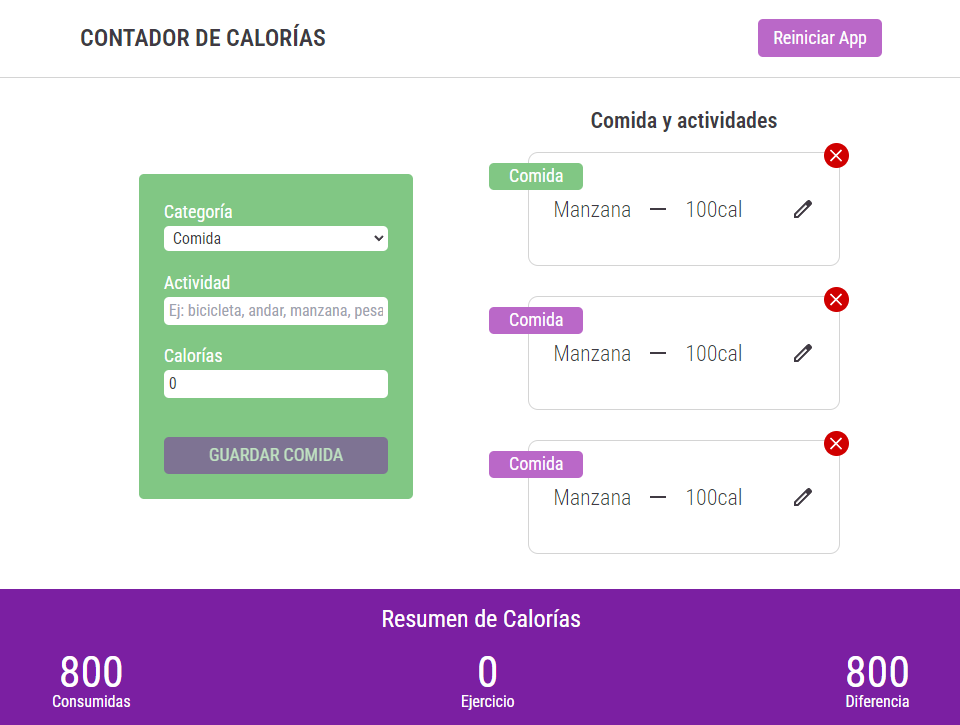 CONTADOR DE CALORÍAS
Reiniciar App
Categoría
Comida
Actividad
Ej: bicicleta, andar, manzana, pesa
Calorías
0
GUARDAR COMIDA
Comida y actividades
Comida
Manzana — 100cal
Comida
Manzana — 100cal
Comida
Manzana — 100cal
Resumen de Calorías
800
Consumidas
0
Ejercicio
800
Diferencia